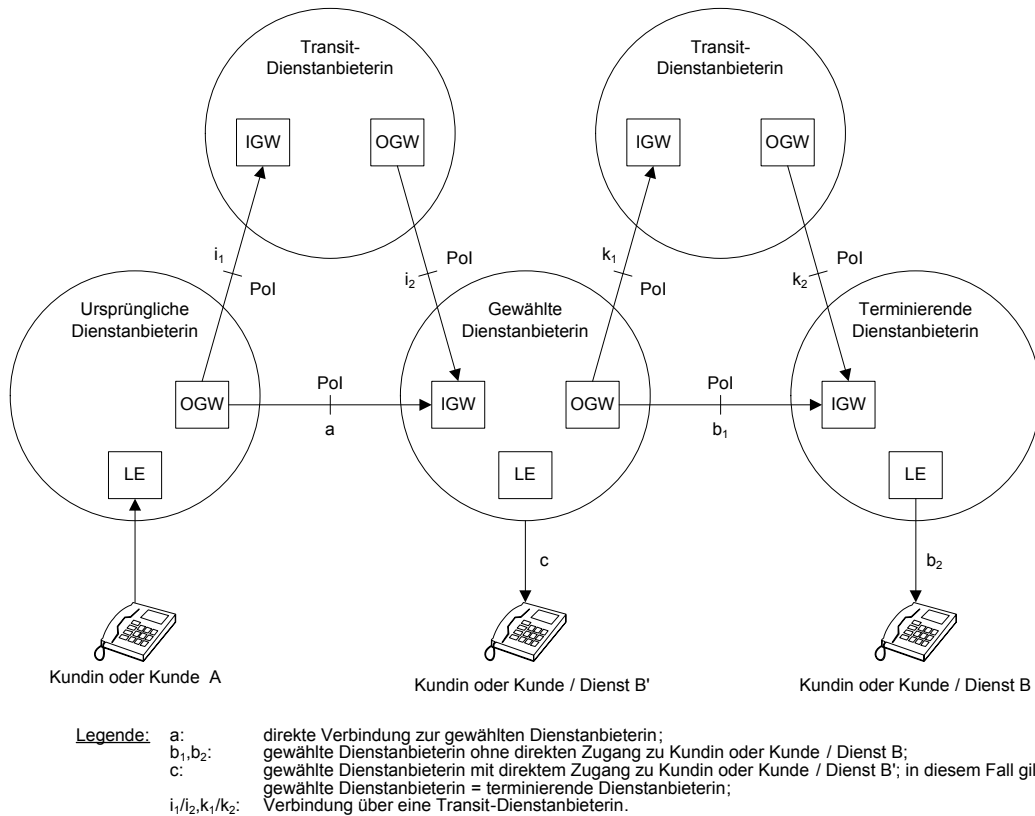 Transit-
Dienstanbieterin
Transit-
Dienstanbieterin
IGW
OGW
IGW
OGW
i1
PoI
PoI
i2
k1
PoI
PoI
k2
Ursprüngliche
Dienstanbieterin
Gewählte
Dienstanbieterin
Terminierende
Dienstanbieterin
OGW
PoI
a
IGW
OGW
PoI
b1
IGW
LE
LE
LE
c
b2
Kundin oder Kunde A
Kundin oder Kunde / Dienst B'
Kundin oder Kunde / Dienst B
Legende: a: direkte Verbindung zur gewählten Dienstanbieterin;
b1,b2: gewählte Dienstanbieterin ohne direkten Zugang zu Kundin oder Kunde / Dienst B;
c: gewählte Dienstanbieterin mit direktem Zugang zu Kundin oder Kunde / Dienst B'; in diesem Fall
gewählte Dienstanbieterin = terminierende Dienstanbieterin;
i1/i2,k1/k2: Verbindung über eine Transit-Dienstanbieterin.